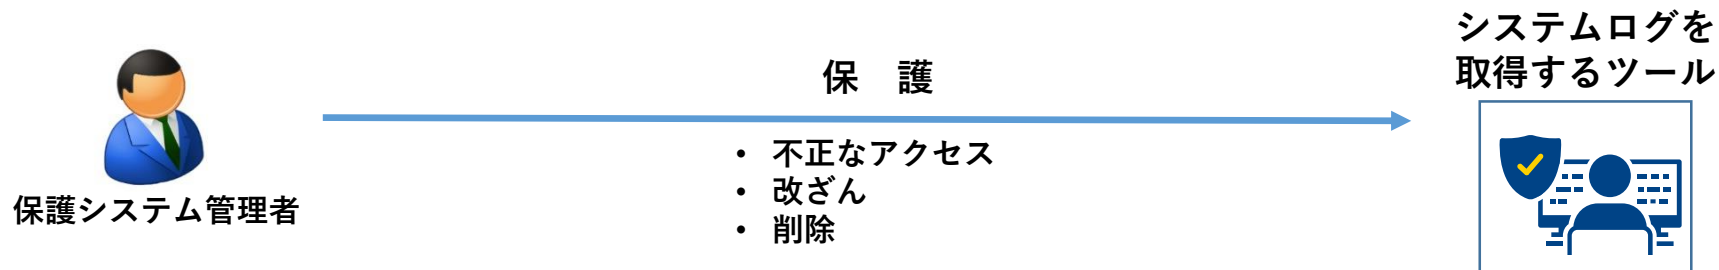 システムログを
取得するツール
保　護
• 不正なアクセス
• 改ざん
• 削除
保護システム管理者